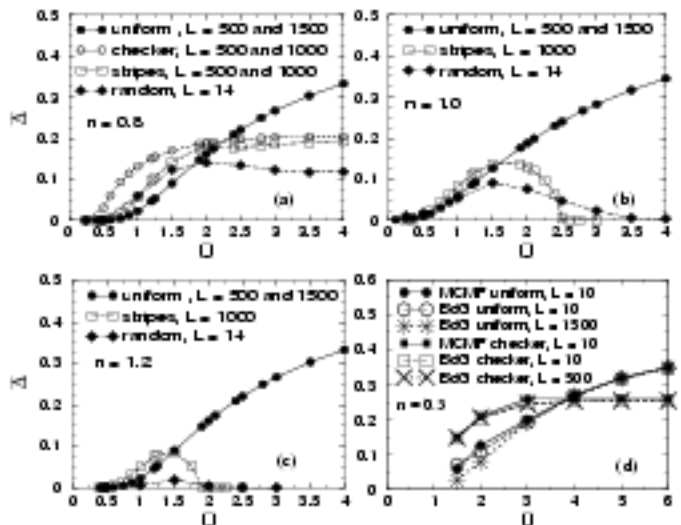 0.5
uniform , L = 500 and 1500
checker, L = 500 and 1000
stripes, L = 500 and 1000
random, L = 14
n = 0.8
0.4
0.3
0.2
0.1
0
(a)
0 0.5 1 1.5 2 2.5 3 3.5 4
U
Δ
0.5
uniform , L = 500 and 1500
stripes, L = 1000
random, L = 14
n = 1.0
0.4
0.3
0.2
0.1
0
(b)
0 0.5 1 1.5 2 2.5 3 3.5 4
U
0.5
uniform , L = 500 and 1500
stripes, L = 1000
random, L = 14
n = 1.2
0.4
0.3
0.2
0.1
0
(c)
0 0.5 1 1.5 2 2.5 3 3.5 4
U
Δ
0.6
MCMF uniform, L = 10
BdG uniform, L = 10
BdG uniform, L = 1500
MCMF checker, L = 10
BdG checker, L = 10
BdG checker, L = 500
0.5
0.4
0.3
0.2
0.1
0
(d)
0 1 2 3 4 5 6
U